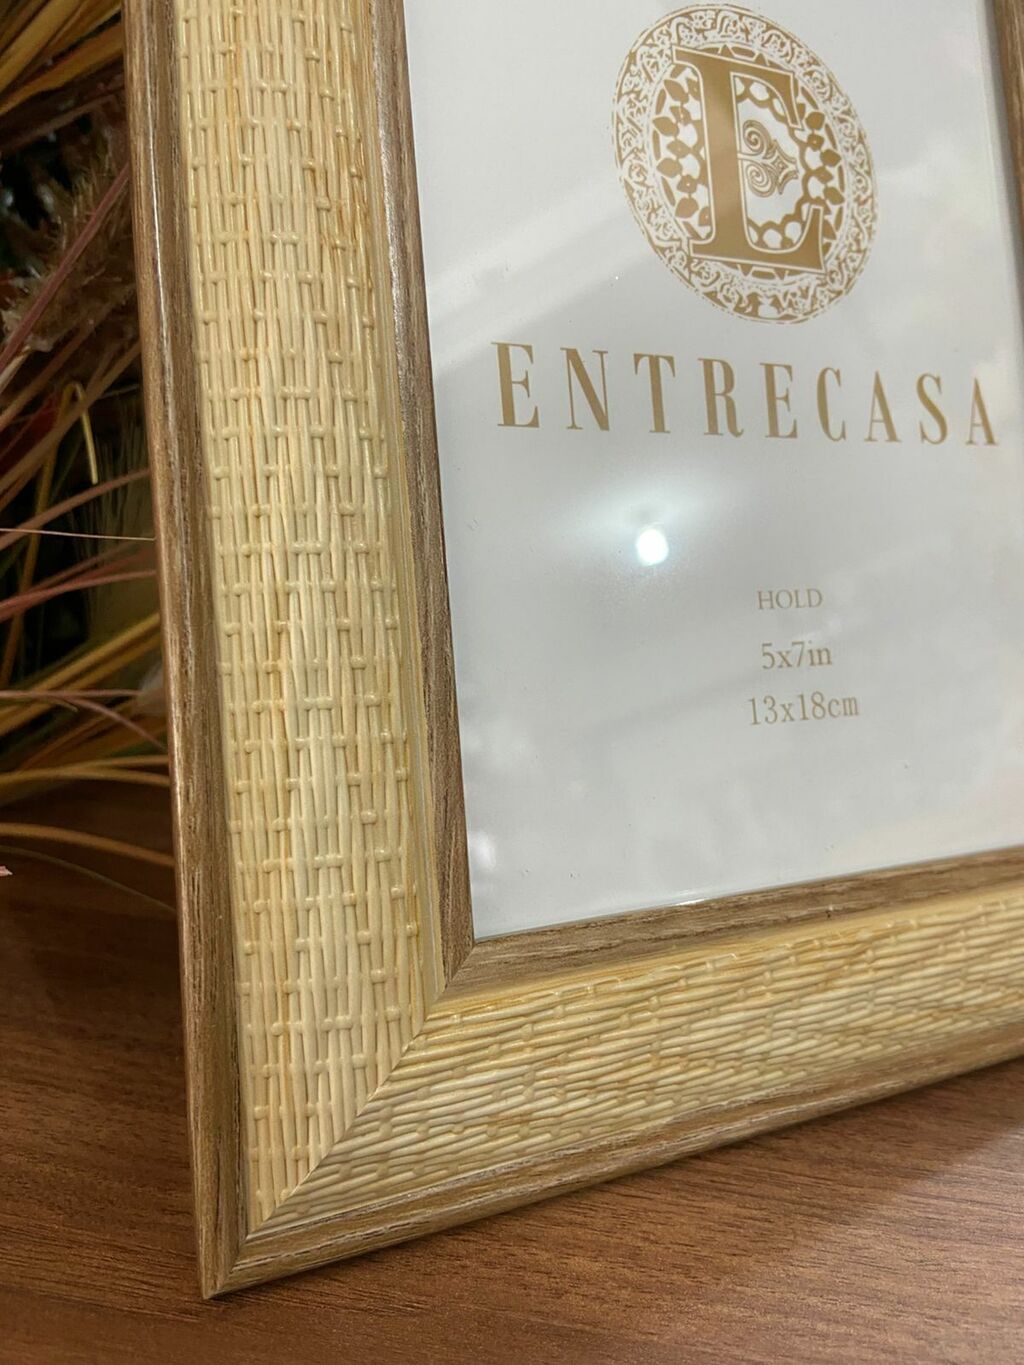 E
ENTRECASA
HOLD
5x7in
13x18cm